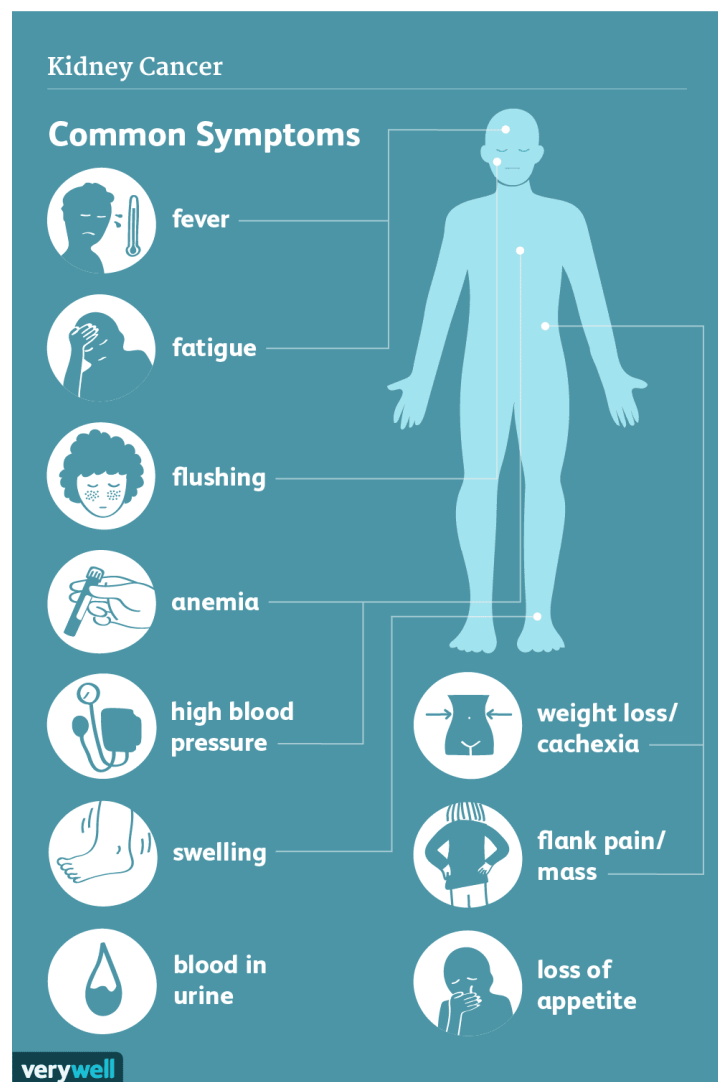 Kidney Cancer
Common Symptoms
fever
fatigue
flushing
anemia
high blood
pressure
swelling
blood in
urine
weight loss/
cachexia
flank pain/
mass
loss of
appetite
verywell